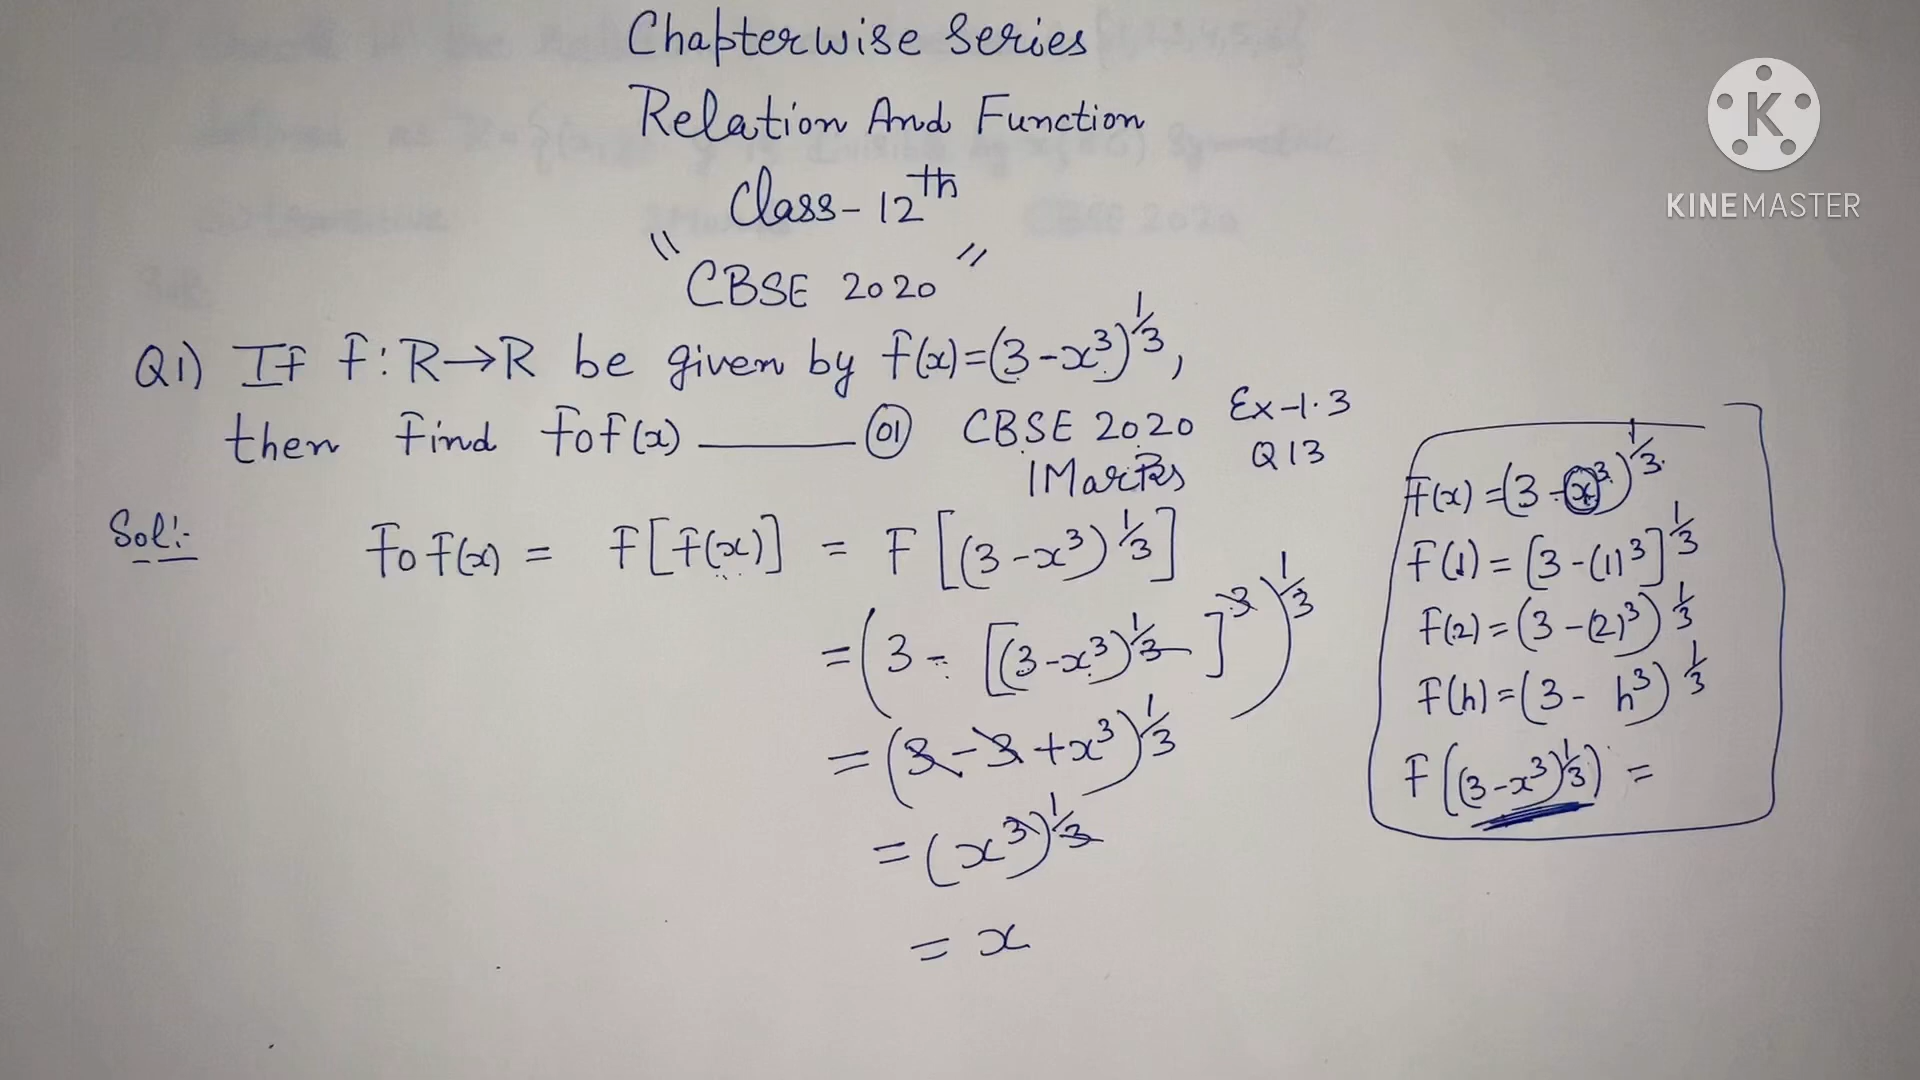 Chapterwise Series
Relation And Function
Class-12th
"CBSE 2020"
Q1) If f:R→R be given by f(x)=(3-x³)^1/3,
then find fof(x) ——— 01 CBSE 2020
1 Marks
Ex-1.3
Q13
Sol:- fof(x) = f[f(x)] = f[(3-x³)^1/3]
=(3-[(3-x³)^1/3]³)^1/3
=(3-3+x³)^1/3
=(x³)^1/3
= x
f(x)=(3-x³)^1/3
f(1)=[3-(1)³]^1/3
f(2)=(3-(2)³)^1/3
f(h)=(3-h³)^1/3
f((3-x³)^1/3)=
K
KINEMASTER